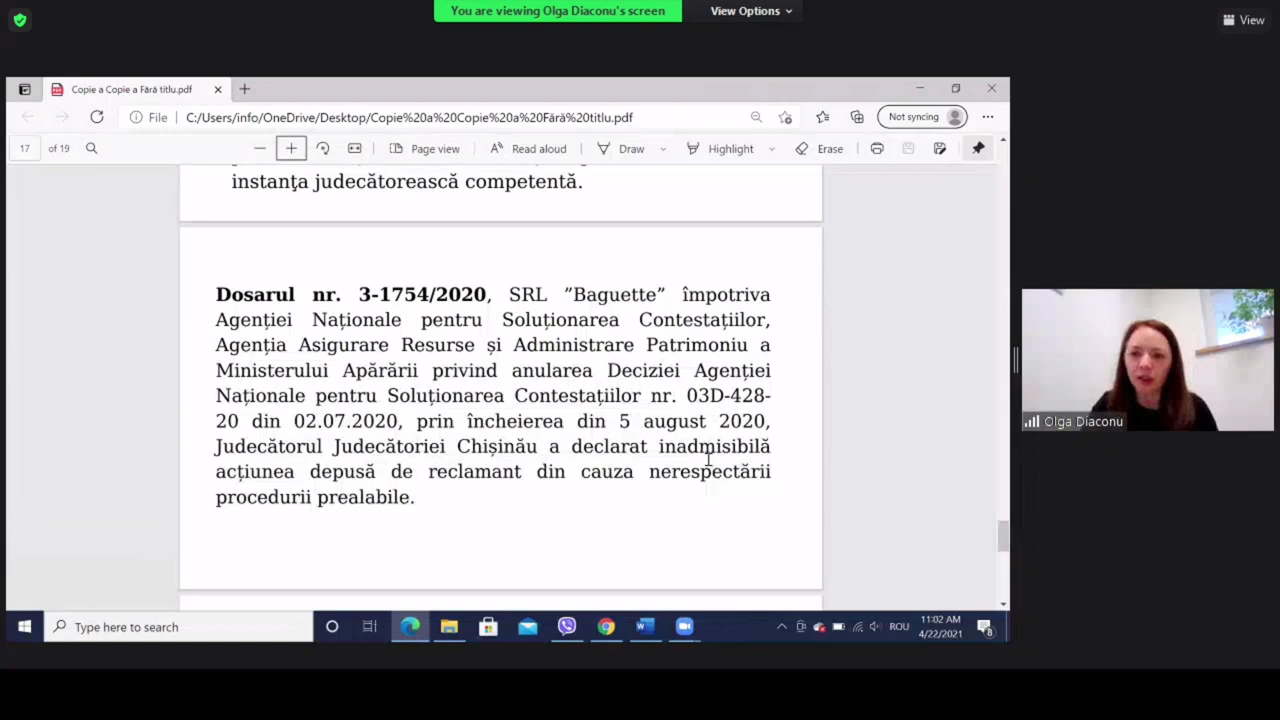 You are viewing Olga Diaconu's screen
View Options
View
Copie a Copie a Fără titlu.pdf
File
C:/Users/info/OneDrive/Desktop/Copie%20a%20Copie%20a%20Fără%20titlu.pdf
Not syncing
17
of 19
Page view
Read aloud
Draw
Highlight
Erase
instanţa judecătorească competentă.
Dosarul nr. 3-1754/2020, SRL ”Baguette” împotriva
Agenției Naționale pentru Soluționarea Contestațiilor,
Agenția Asigurare Resurse și Administrare Patrimoniu a
Ministerului Apărării privind anularea Deciziei Agenției
Naționale pentru Soluționarea Contestațiilor nr. 03D-428-
20 din 02.07.2020, prin încheierea din 5 august 2020,
Judecătorul Judecătoriei Chișinău a declarat inadmisibilă
acțiunea depusă de reclamant din cauza nerespectării
procedurii prealabile.
Olga Diaconu
Type here to search
ROU
11:02 AM
4/22/2021
8